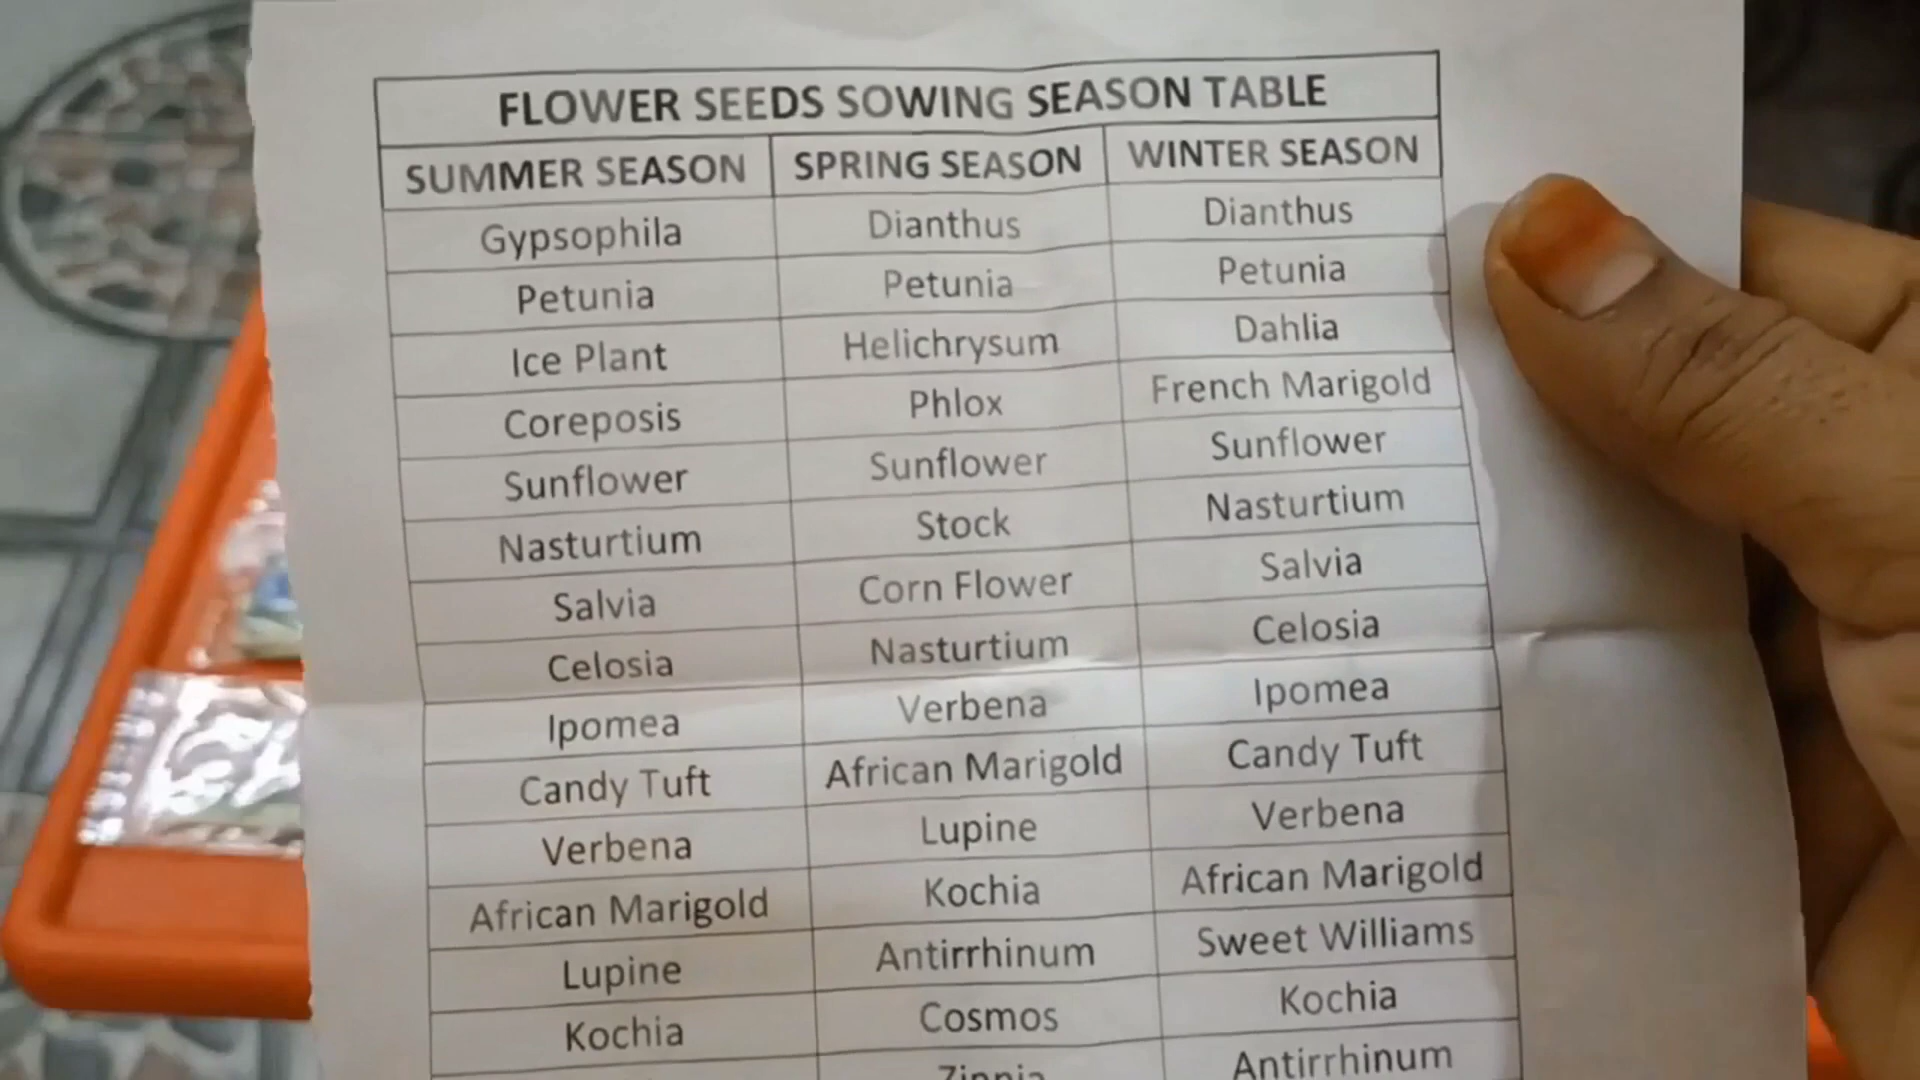 FLOWER SEEDS SOWING SEASON TABLE
SUMMER SEASON SPRING SEASON WINTER SEASON
Gypsophila Dianthus Dianthus
Petunia Petunia Petunia
Ice Plant Helichrysum Dahlia
Coreposis Phlox French Marigold
Sunflower Sunflower Sunflower
Nasturtium Stock Nasturtium
Salvia Corn Flower Salvia
Celosia Nasturtium Celosia
Ipomea Verbena Ipomea
Candy Tuft African Marigold Candy Tuft
Verbena Lupine Verbena
African Marigold Kochia African Marigold
Lupine Antirrhinum Sweet Williams
Kochia Cosmos Kochia
Zinnia Antirrhinum